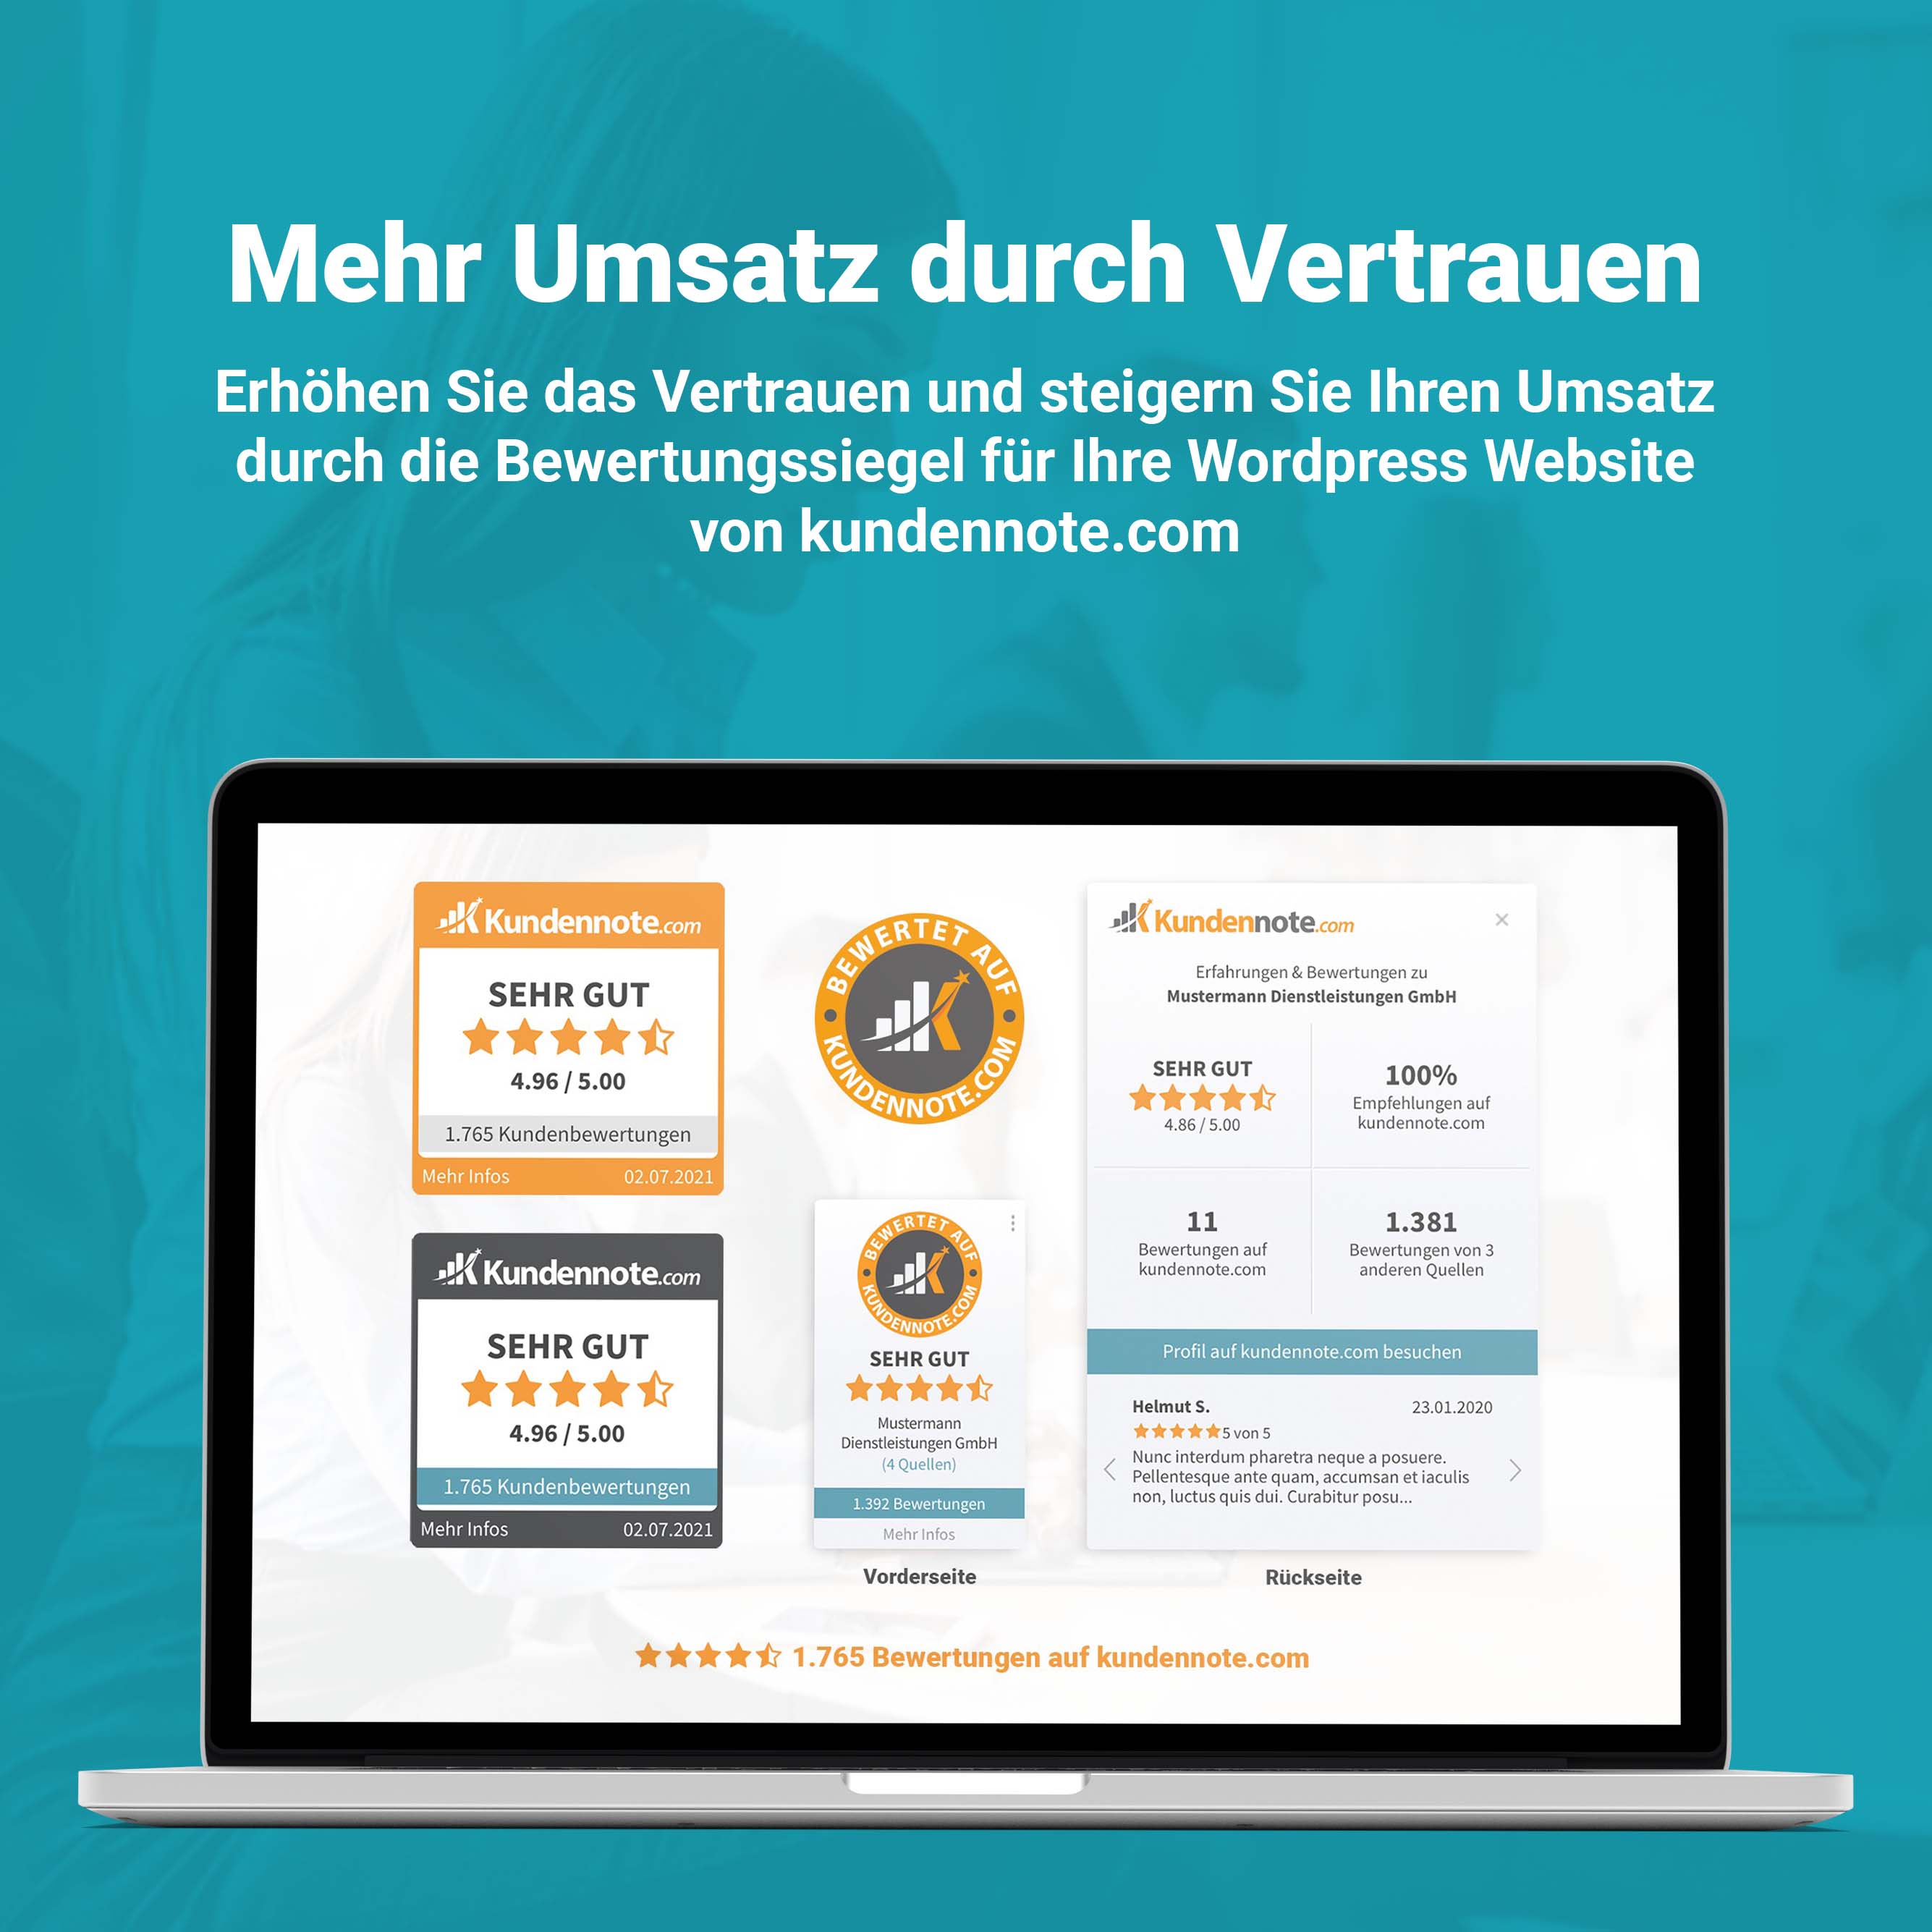 Mehr Umsatz durch Vertrauen
Erhöhen Sie das Vertrauen und steigern Sie Ihren Umsatz
durch die Bewertungssiegel für Ihre Wordpress Website
von kundennote.com
Kundennote.com
SEHR GUT
4.96 / 5.00
1.765 Kundenbewertungen
Mehr Infos 02.07.2021
Kundennote.com
SEHR GUT
4.96 / 5.00
1.765 Kundenbewertungen
Mehr Infos 02.07.2021
BEWERTET AUF
KUNDENNOTE.COM
BEWERTET AUF
KUNDENNOTE.COM
SEHR GUT
Mustermann
Dienstleistungen GmbH
(4 Quellen)
1.392 Bewertungen
Mehr Infos
Vorderseite
Kundennote.com
Erfahrungen & Bewertungen zu
Mustermann Dienstleistungen GmbH
SEHR GUT
4.86 / 5.00
100%
Empfehlungen auf
kundennote.com
11
Bewertungen auf
kundennote.com
1.381
Bewertungen von 3
anderen Quellen
Profil auf kundennote.com besuchen
Helmut S. 23.01.2020
5 von 5
Nunc interdum pharetra neque a posuere.
Pellentesque ante quam, accumsan et iaculis
non, luctus quis dui. Curabitur posu...
Rückseite
1.765 Bewertungen auf kundennote.com